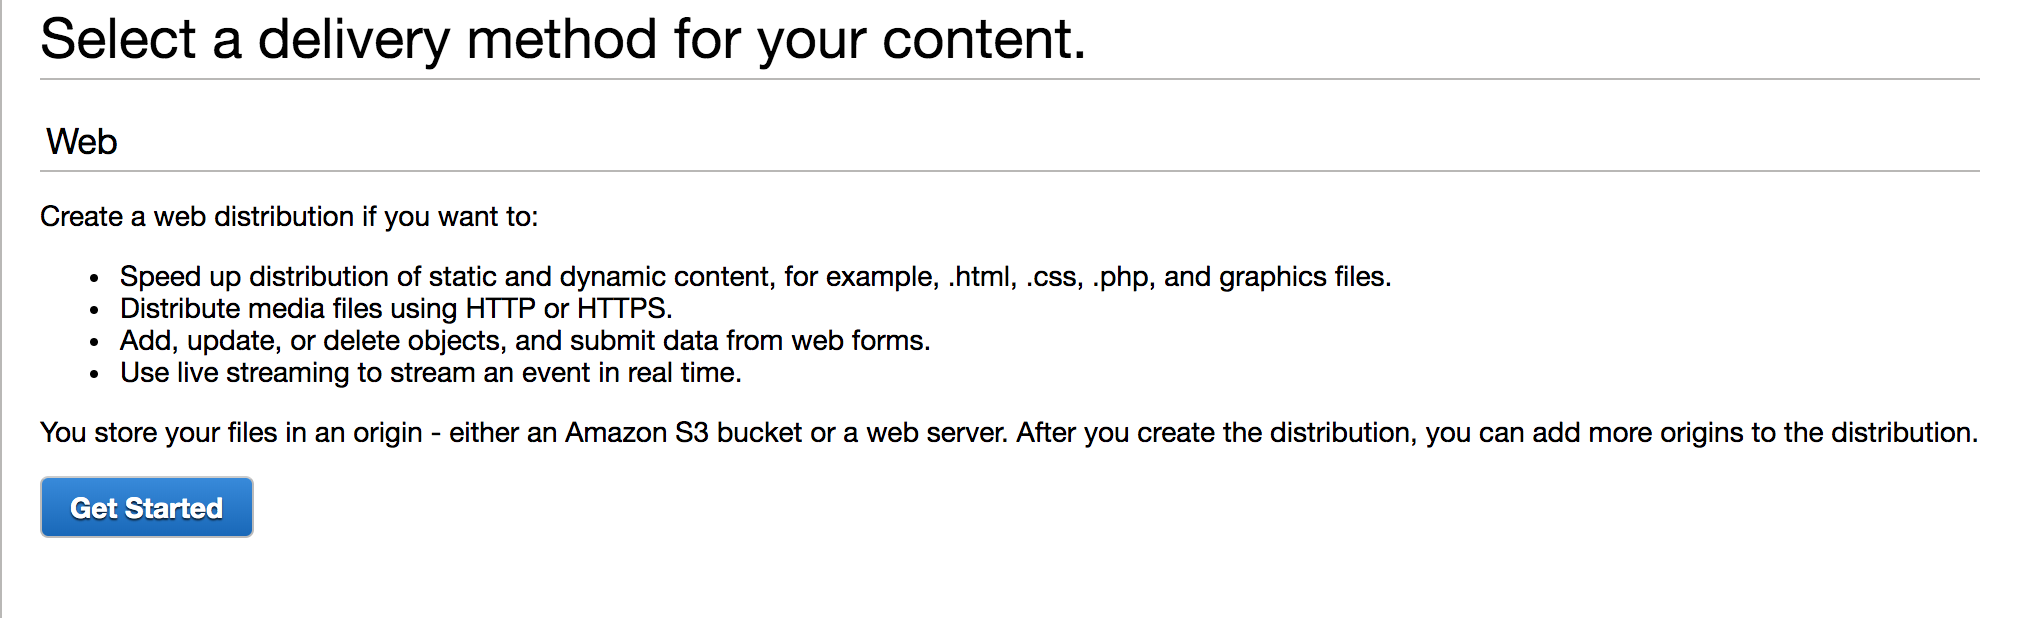 Select a delivery method for your content.
Web
Create a web distribution if you want to:
• Speed up distribution of static and dynamic content, for example, .html, .css, .php, and graphics files.
• Distribute media files using HTTP or HTTPS.
• Add, update, or delete objects, and submit data from web forms.
• Use live streaming to stream an event in real time.
You store your files in an origin - either an Amazon S3 bucket or a web server. After you create the distribution, you can add more origins to the distribution.
Get Started